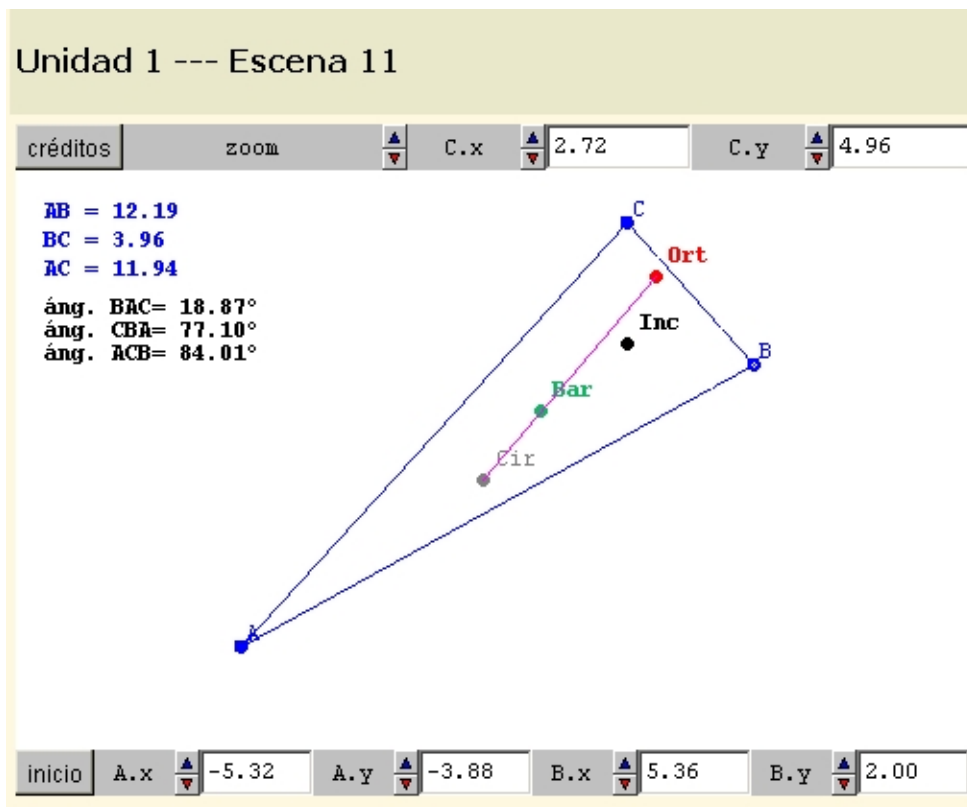 Unidad 1 --- Escena 11
créditos zoom C.x 2.72 C.y 4.96
AB = 12.19
BC = 3.96
AC = 11.94
áng. BAC= 18.87°
áng. CBA= 77.10°
áng. ACB= 84.01°
C
Ort
Inc
B
Bar
Cir
A
inicio A.x -5.32 A.y -3.88 B.x 5.36 B.y 2.00